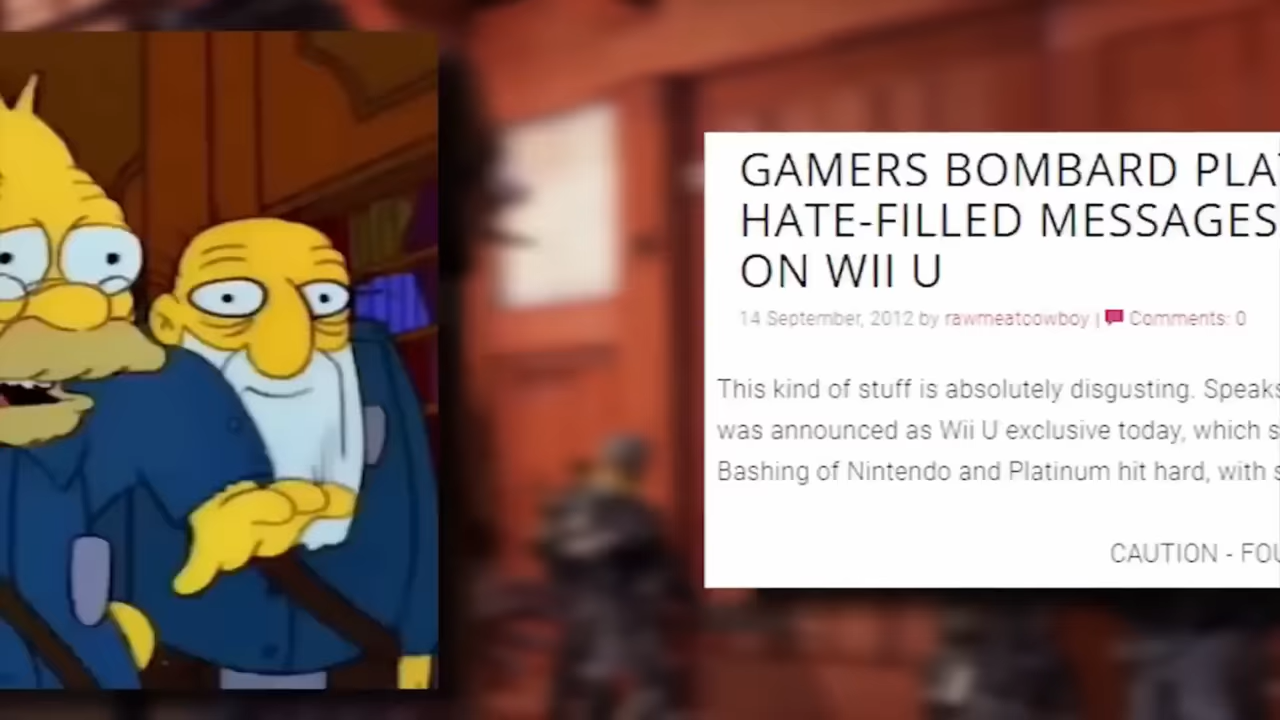 GAMERS BOMBARD PLA
HATE-FILLED MESSAGES
ON WII U
14 September, 2012 by rawmeatcowboy | Comments: 0
This kind of stuff is absolutely disgusting. Speaks
was announced as Wii U exclusive today, which s
Bashing of Nintendo and Platinum hit hard, with s
CAUTION - FOU